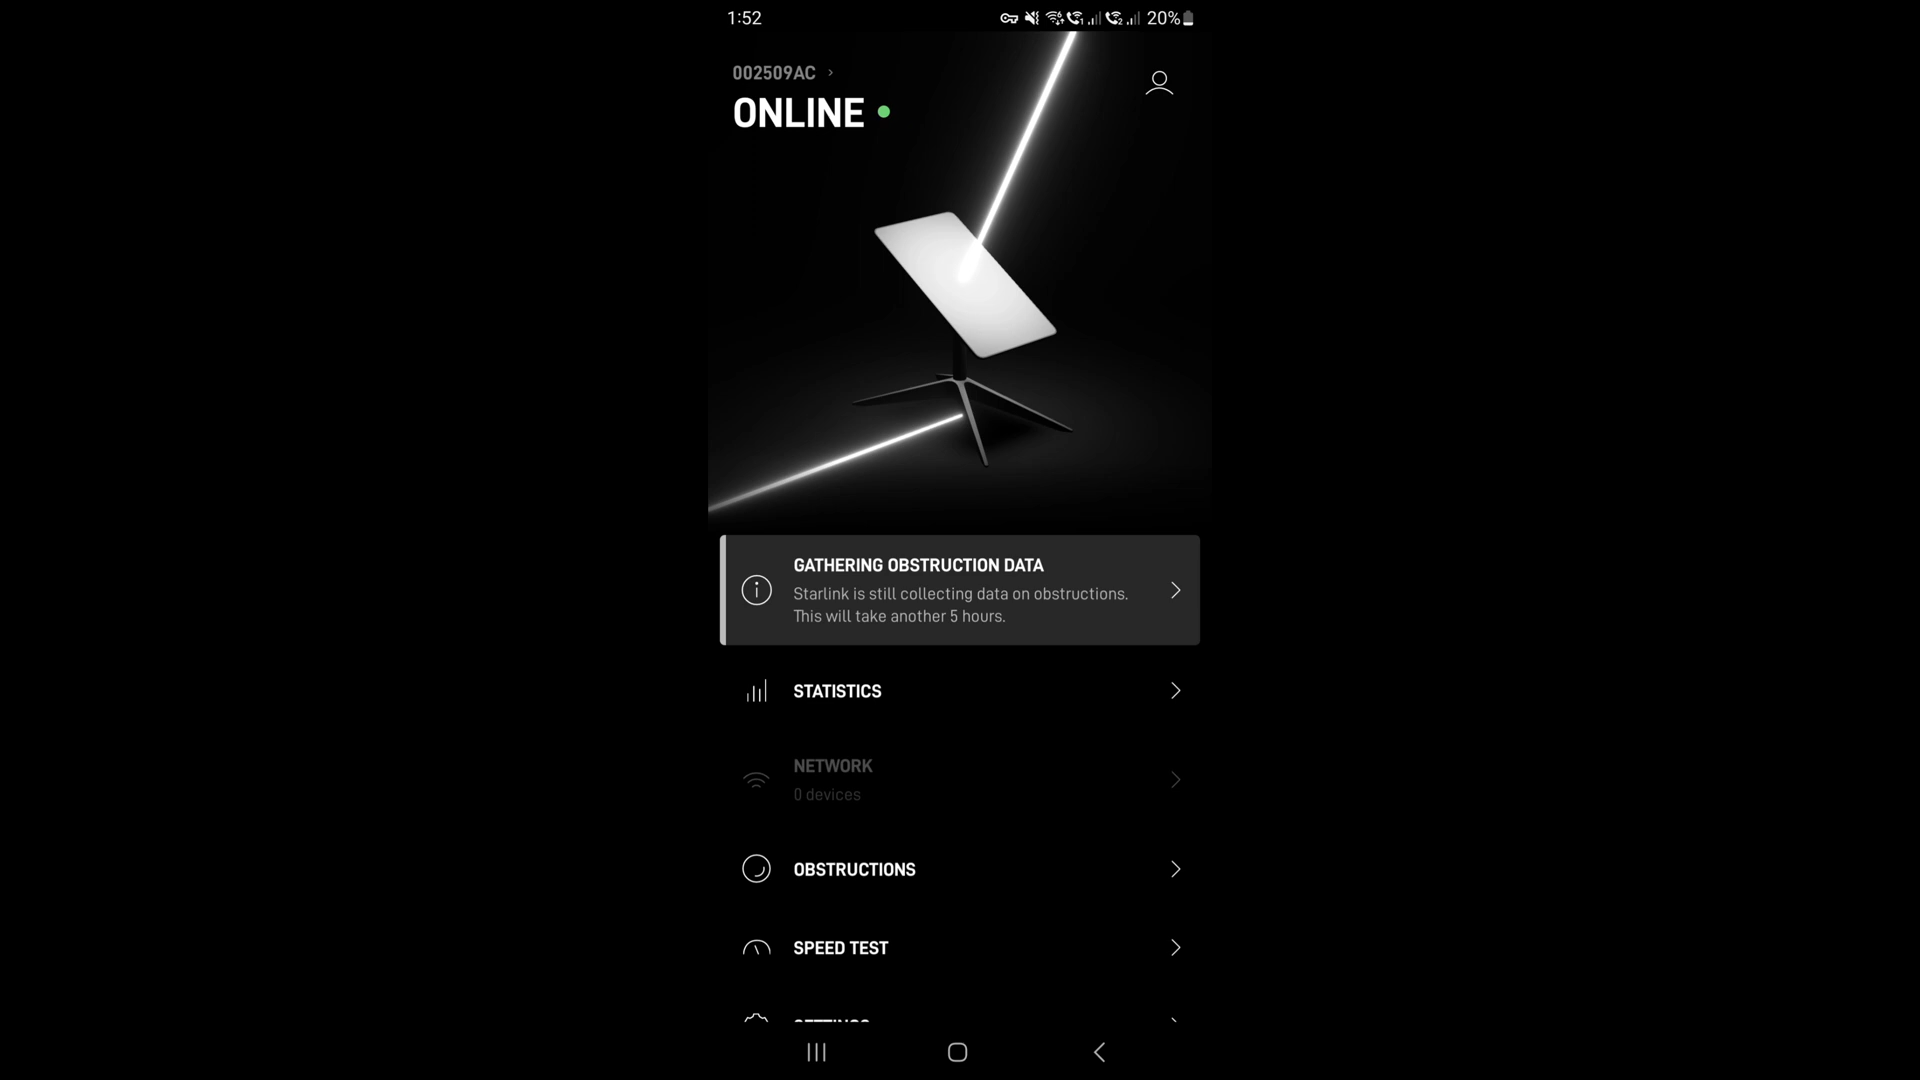 1:52
20%
002509AC
ONLINE
GATHERING OBSTRUCTION DATA
Starlink is still collecting data on obstructions.
This will take another 5 hours.
STATISTICS
NETWORK
0 devices
OBSTRUCTIONS
SPEED TEST
SETTINGS